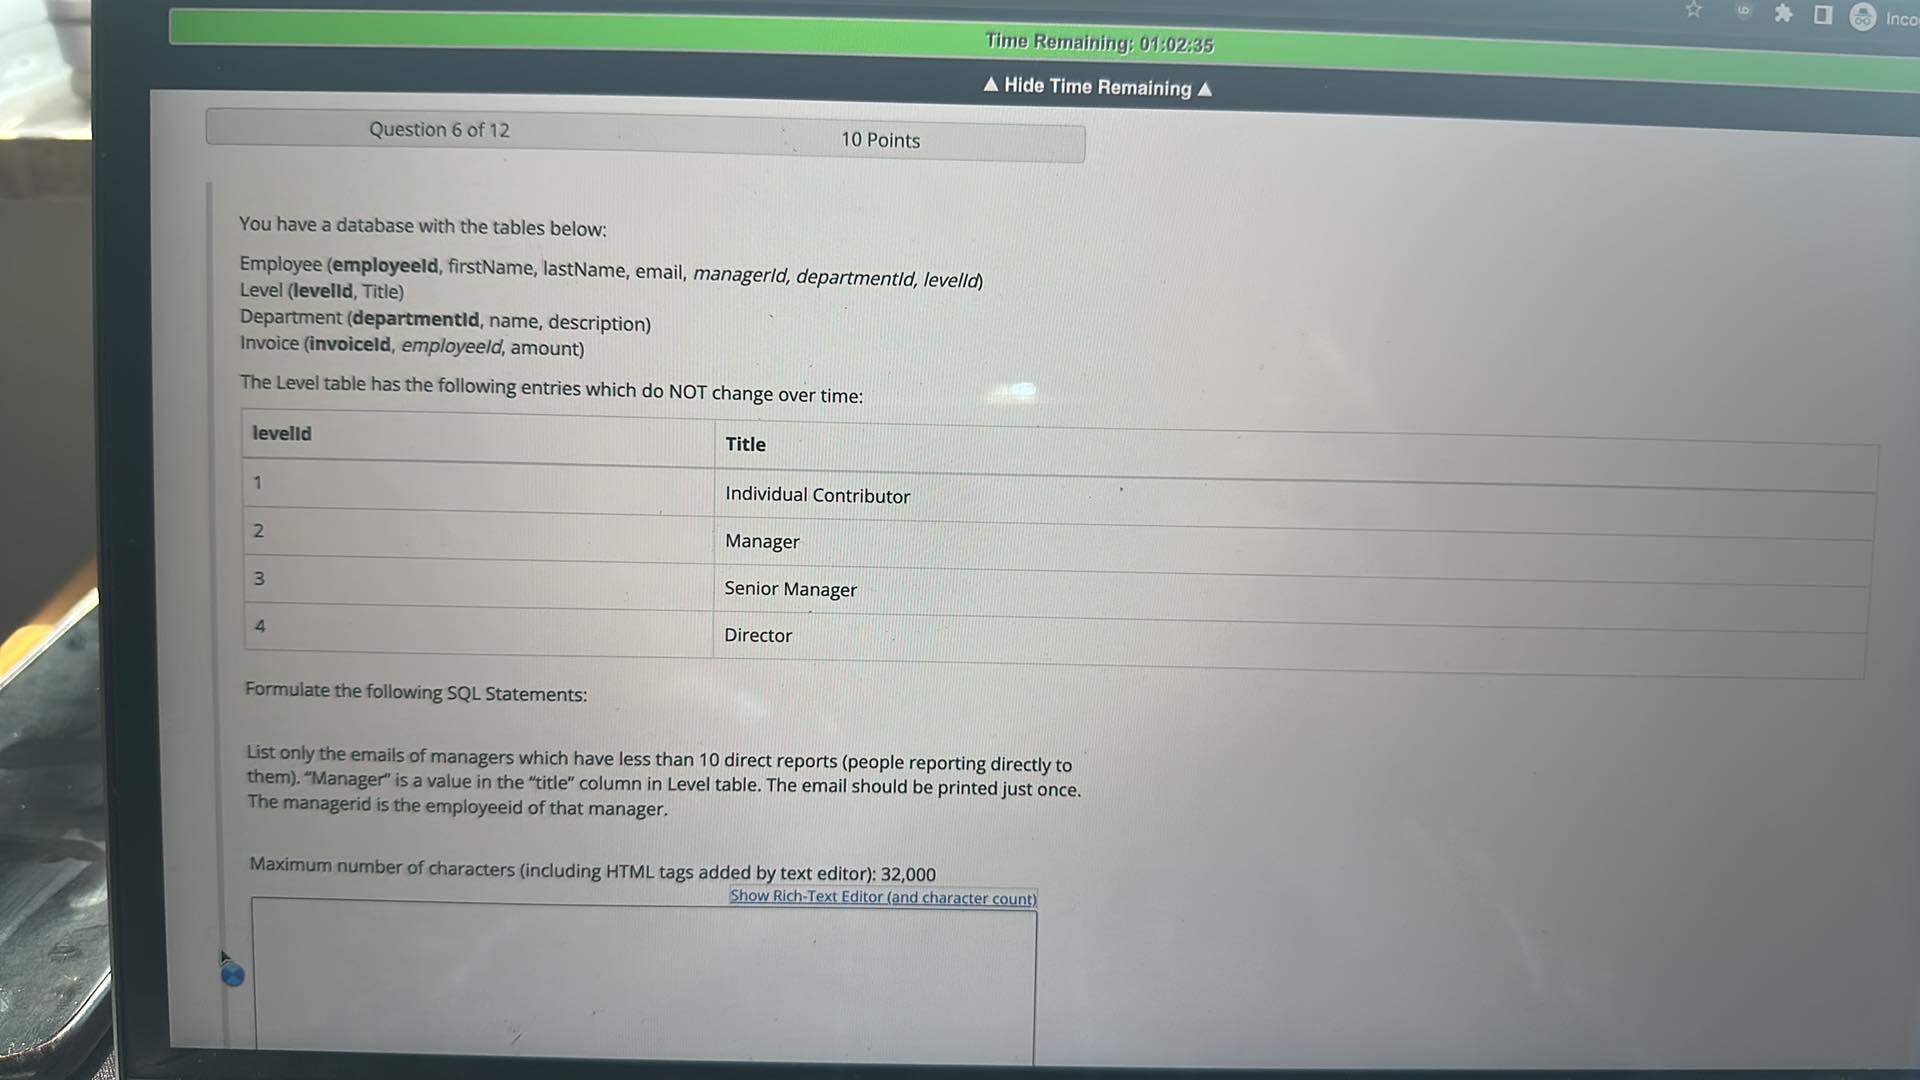 Inco
Time Remaining: 01:02:35
▲ Hide Time Remaining ▲
Question 6 of 12
10 Points
You have a database with the tables below:
Employee (employeeId, firstName, lastName, email, managerId, departmentId, levelId)
Level (levelId, Title)
Department (departmentId, name, description)
Invoice (invoiceId, employeeId, amount)
The Level table has the following entries which do NOT change over time:
levelId Title
1 Individual Contributor
2 Manager
3 Senior Manager
4 Director
Formulate the following SQL Statements:
List only the emails of managers which have less than 10 direct reports (people reporting directly to
them). “Manager” is a value in the “title” column in Level table. The email should be printed just once.
The managerid is the employeeid of that manager.
Maximum number of characters (including HTML tags added by text editor): 32,000
Show Rich-Text Editor (and character count)